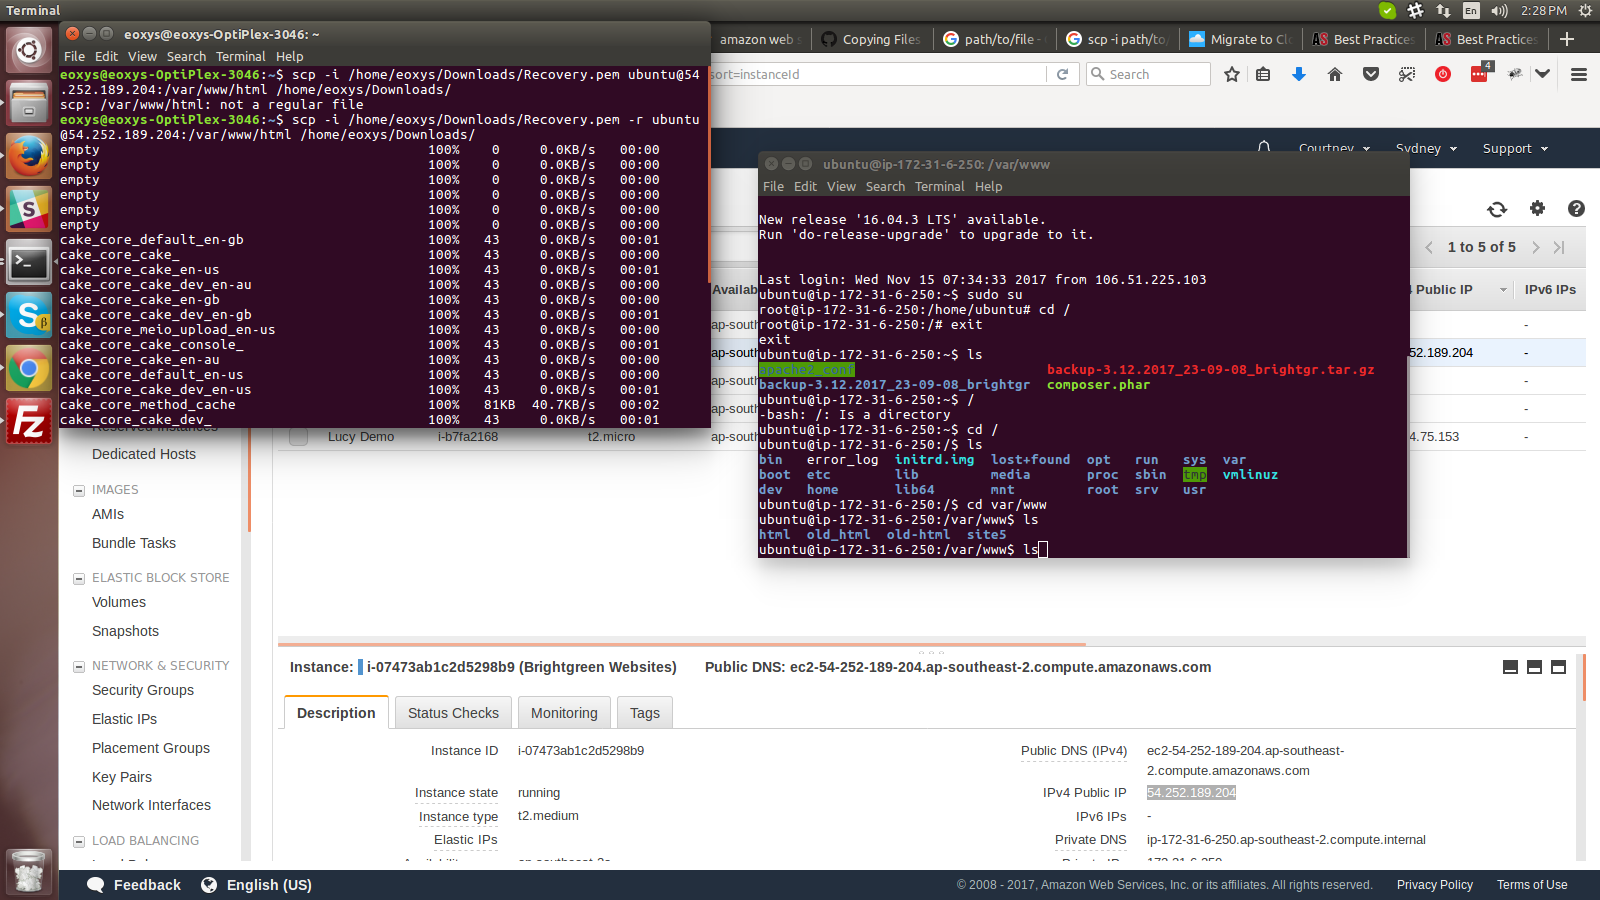 Terminal
En
2:28 PM
eoxys@eoxys-OptiPlex-3046: ~
File Edit View Search Terminal Help
eoxys@eoxys-OptiPlex-3046:~$ scp -i /home/eoxys/Downloads/Recovery.pem ubuntu@54
.252.189.204:/var/www/html /home/eoxys/Downloads/
scp: /var/www/html: not a regular file
eoxys@eoxys-OptiPlex-3046:~$ scp -i /home/eoxys/Downloads/Recovery.pem -r ubuntu
@54.252.189.204:/var/www/html /home/eoxys/Downloads/
empty 100% 0 0.0KB/s 00:00
empty 100% 0 0.0KB/s 00:00
empty 100% 0 0.0KB/s 00:00
empty 100% 0 0.0KB/s 00:00
empty 100% 0 0.0KB/s 00:00
empty 100% 0 0.0KB/s 00:00
cake_core_default_en-gb 100% 43 0.0KB/s 00:01
cake_core_cake_ 100% 43 0.0KB/s 00:00
cake_core_cake_en-us 100% 43 0.0KB/s 00:01
cake_core_cake_dev_en-au 100% 43 0.0KB/s 00:00
cake_core_cake_en-gb 100% 43 0.0KB/s 00:00
cake_core_cake_dev_en-gb 100% 43 0.0KB/s 00:01
cake_core_meio_upload_en-us 100% 43 0.0KB/s 00:00
cake_core_cake_console_ 100% 43 0.0KB/s 00:01
cake_core_cake_en-au 100% 43 0.0KB/s 00:00
cake_core_default_en-us 100% 43 0.0KB/s 00:00
cake_core_cake_dev_en-us 100% 43 0.0KB/s 00:01
cake_core_method_cache 100% 81KB 40.7KB/s 00:02
cake_core_cake_dev_ 100% 43 0.0KB/s 00:01
amazon web s
Copying Files
path/to/file -
scp -i path/to/
Migrate to Cl
Best Practices
Best Practices
sort=instanceId
Search
4
Courtney Sydney Support
1 to 5 of 5
Availab
Public IP
IPv6 IPs
ap-south
-
ap-south
52.189.204 -
ap-south
-
ap-south
-
Lucy Demo i-b7fa2168 t2.micro ap-south 4.75.153 -
ubuntu@ip-172-31-6-250: /var/www
File Edit View Search Terminal Help
New release '16.04.3 LTS' available.
Run 'do-release-upgrade' to upgrade to it.
Last login: Wed Nov 15 07:34:33 2017 from 106.51.225.103
ubuntu@ip-172-31-6-250:~$ sudo su
root@ip-172-31-6-250:/home/ubuntu# cd /
root@ip-172-31-6-250:/# exit
exit
ubuntu@ip-172-31-6-250:~$ ls
apache2_conf backup-3.12.2017_23-09-08_brightgr.tar.gz
backup-3.12.2017_23-09-08_brightgr composer.phar
ubuntu@ip-172-31-6-250:~$ /
-bash: /: Is a directory
ubuntu@ip-172-31-6-250:~$ cd /
ubuntu@ip-172-31-6-250:/$ ls
bin error_log initrd.img lost+found opt run sys var
boot etc lib media proc sbin tmp vmlinuz
dev home lib64 mnt root srv usr
ubuntu@ip-172-31-6-250:/$ cd var/www
ubuntu@ip-172-31-6-250:/var/www$ ls
html old_html old-html site5
ubuntu@ip-172-31-6-250:/var/www$ ls
Reserved Instances
Dedicated Hosts
IMAGES
AMIs
Bundle Tasks
ELASTIC BLOCK STORE
Volumes
Snapshots
NETWORK & SECURITY
Security Groups
Elastic IPs
Placement Groups
Key Pairs
Network Interfaces
LOAD BALANCING
Instance: i-07473ab1c2d5298b9 (Brightgreen Websites) Public DNS: ec2-54-252-189-204.ap-southeast-2.compute.amazonaws.com
Description Status Checks Monitoring Tags
Instance ID i-07473ab1c2d5298b9
Instance state running
Instance type t2.medium
Elastic IPs
Public DNS (IPv4) ec2-54-252-189-204.ap-southeast-
2.compute.amazonaws.com
IPv4 Public IP 54.252.189.204
IPv6 IPs -
Private DNS ip-172-31-6-250.ap-southeast-2.compute.internal
Feedback English (US)
© 2008 - 2017, Amazon Web Services, Inc. or its affiliates. All rights reserved. Privacy Policy Terms of Use